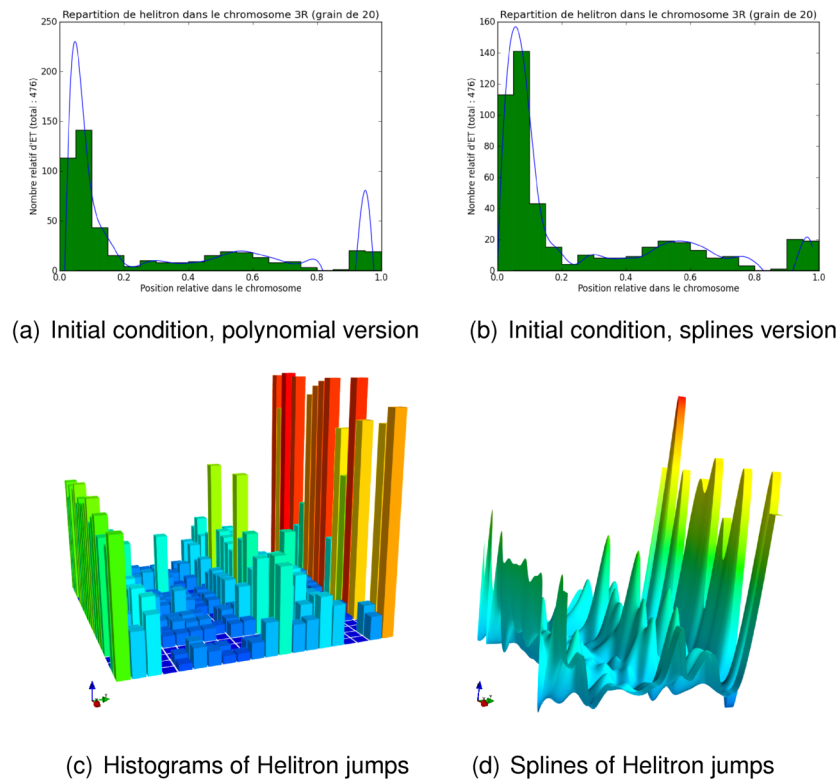 Repartition de helitron dans le chromosome 3R (grain de 20)
250
200
150
100
50
0
Nombre relatif d'ET (total : 476)
0.0 0.2 0.4 0.6 0.8 1.0
Position relative dans le chromosome
Repartition de helitron dans le chromosome 3R (grain de 20)
160
140
120
100
80
60
40
20
0
Nombre relatif d'ET (total : 476)
0.0 0.2 0.4 0.6 0.8 1.0
Position relative dans le chromosome
(a) Initial condition, polynomial version
(b) Initial condition, splines version
(c) Histograms of Helitron jumps
(d) Splines of Helitron jumps